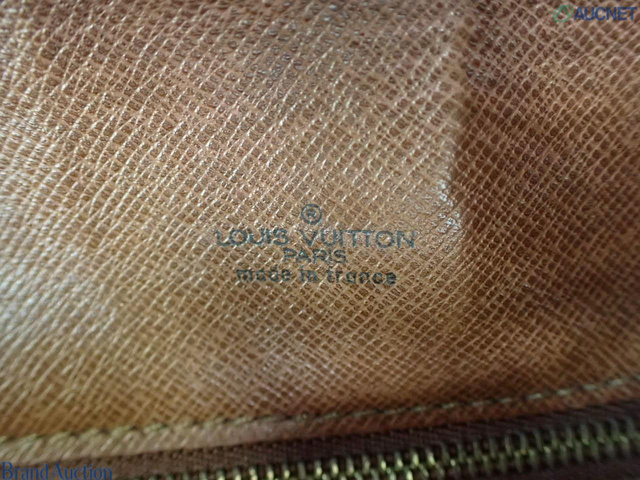 AUCNET
®
LOUIS VUITTON
PARIS
made in france
Brand Auction